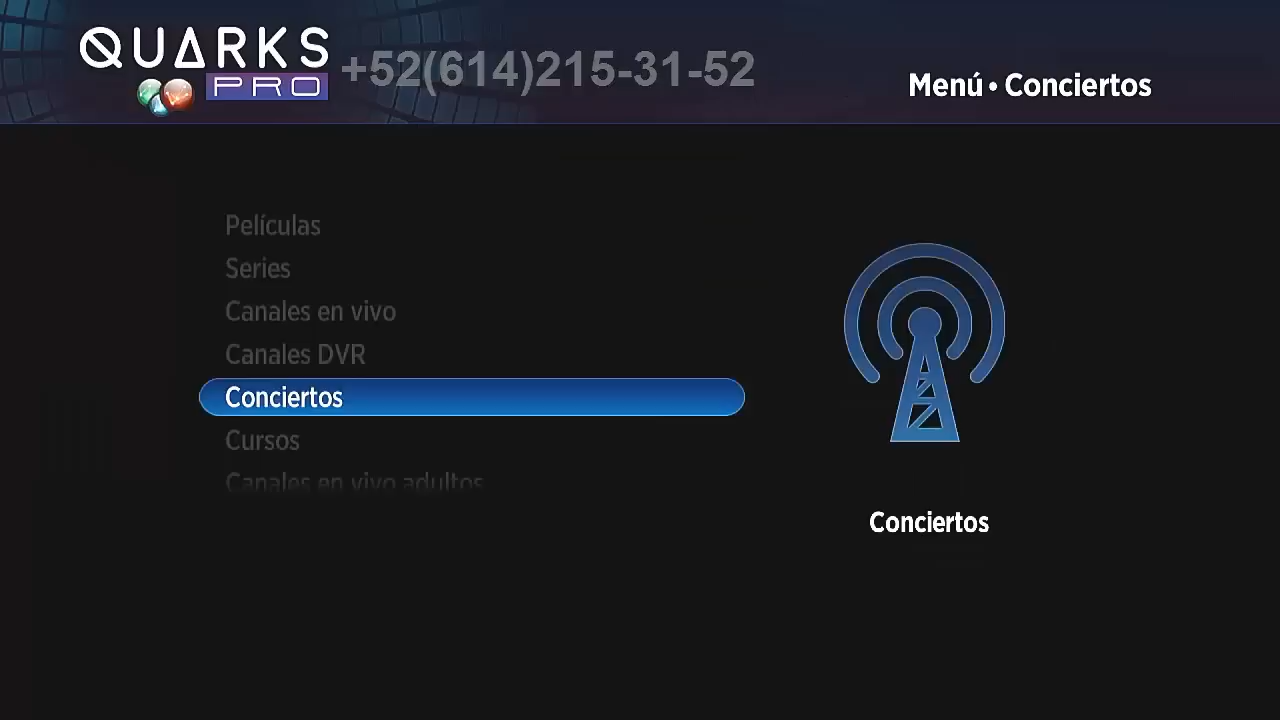 QUARKS
PRO
+52(614)215-31-52
Menú • Conciertos
Películas
Series
Canales en vivo
Canales DVR
Conciertos
Cursos
Canales en vivo adultos
Conciertos